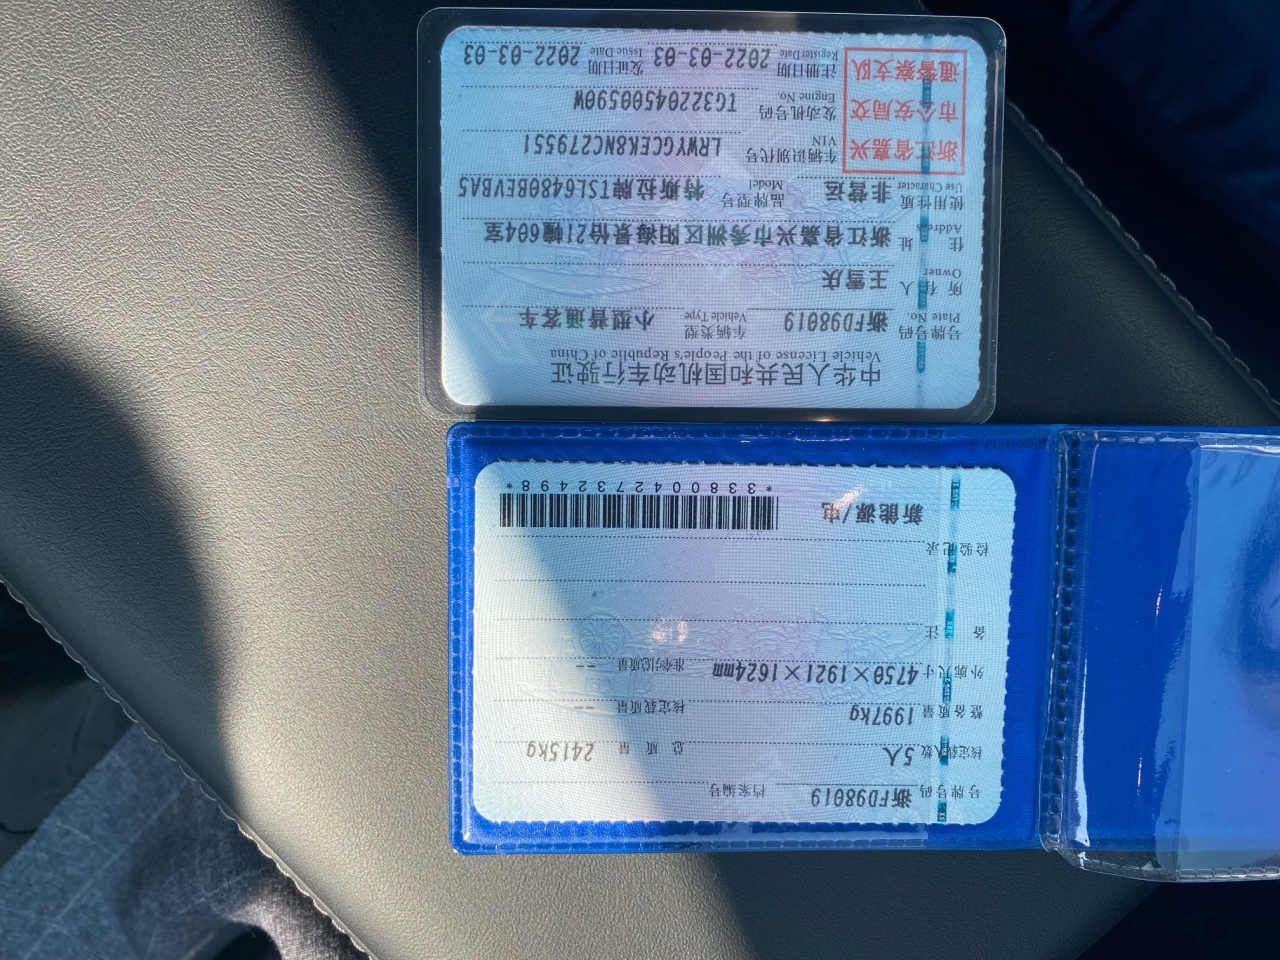 中华人民共和国机动车行驶证
Vehicle License of the People's Republic of China
号牌号码 Plate No. 浙FD98019 车辆类型 Vehicle Type 小型普通客车
所有人 Owner 王雪庆
住址 Address 浙江省嘉兴市秀洲区阳海景怡21幢604室
使用性质 Use Character 非营运 品牌型号 Model 特斯拉牌TSL6480BEVBA5
浙江省嘉兴市公安局交通警察支队
车辆识别代号 VIN LRWYGCEK8NC279551
发动机号码 Engine No. TG32204500590W
注册日期 Register Date 2022-03-03 发证日期 Issue Date 2022-03-03
号牌号码 浙FD98019 档案编号
核定载人数 5人 总质量 2415kg
整备质量 1997kg 核定载质量 --
外廓尺寸 4750×1921×1624mm 准牵引总质量 --
备注
检验记录
新能源/电
*3380042732498*